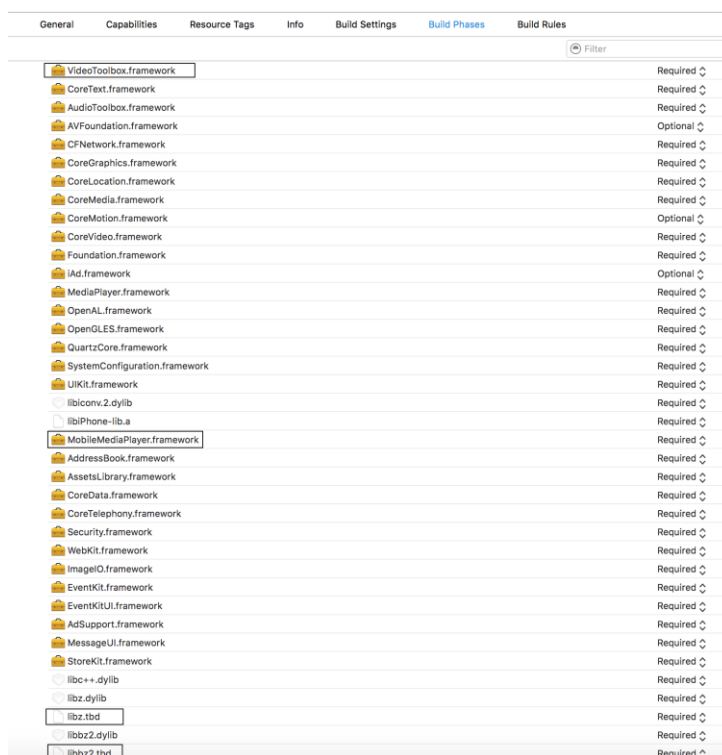 General Capabilities Resource Tags Info Build Settings Build Phases Build Rules
Filter
VideoToolbox.framework Required
CoreText.framework Required
AudioToolbox.framework Required
AVFoundation.framework Optional
CFNetwork.framework Required
CoreGraphics.framework Required
CoreLocation.framework Required
CoreMedia.framework Required
CoreMotion.framework Optional
CoreVideo.framework Required
Foundation.framework Required
iAd.framework Optional
MediaPlayer.framework Required
OpenAL.framework Required
OpenGLES.framework Required
QuartzCore.framework Required
SystemConfiguration.framework Required
UIKit.framework Required
libiconv.2.dylib Required
libiPhone-lib.a Required
MobileMediaPlayer.framework Required
AddressBook.framework Required
AssetsLibrary.framework Required
CoreData.framework Required
CoreTelephony.framework Required
Security.framework Required
WebKit.framework Required
ImageIO.framework Required
EventKit.framework Required
EventKitUI.framework Required
AdSupport.framework Required
MessageUI.framework Required
StoreKit.framework Required
libc++.dylib Required
libz.dylib Required
libz.tbd Required
libbz2.dylib Required
libbz2.tbd Required